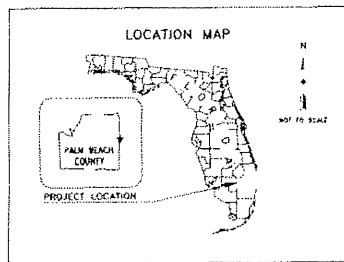 LOCATION MAP
N
NOT TO SCALE
PALM BEACH
COUNTY
PROJECT LOCATION